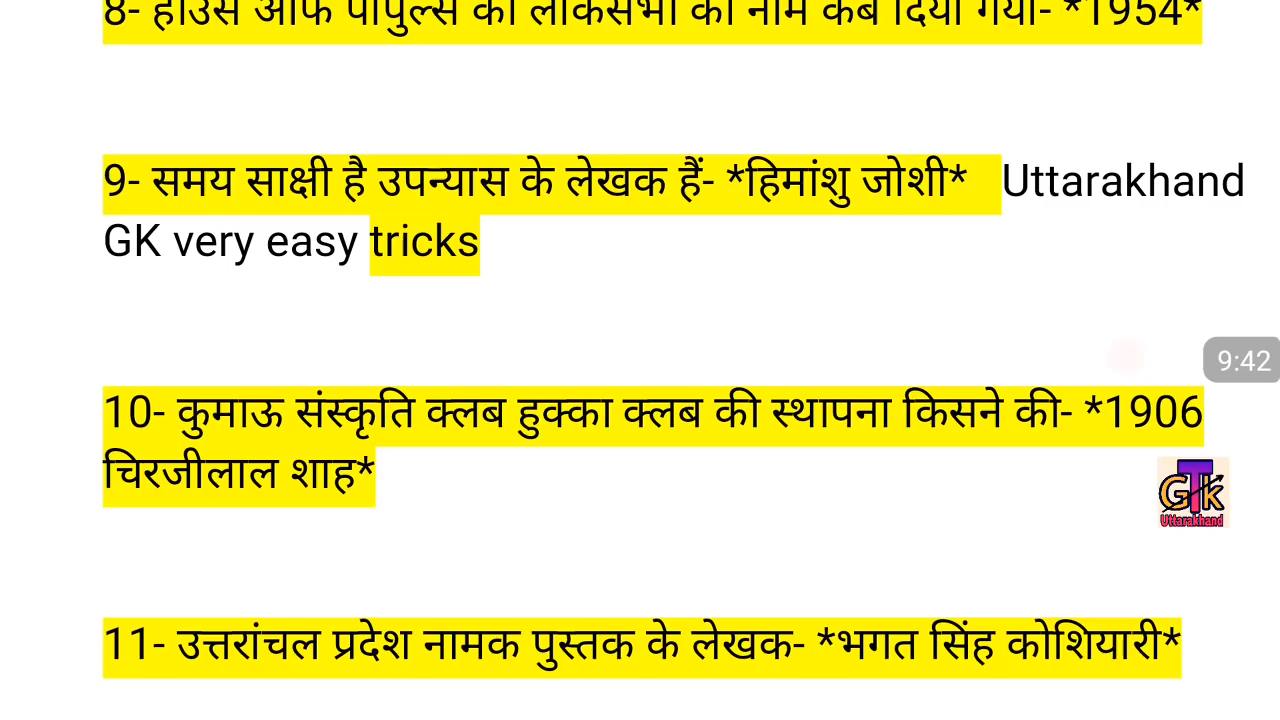 8- हाउस ऑफ पीपुल्स को लोकसभा का नाम कब दिया गया- *1954*
9- समय साक्षी है उपन्यास के लेखक हैं- *हिमांशु जोशी* Uttarakhand
GK very easy tricks
9:42
10- कुमाऊ संस्कृति क्लब हुक्का क्लब की स्थापना किसने की- *1906
चिरजीलाल शाह*
GTK
Uttarakhand
11- उत्तरांचल प्रदेश नामक पुस्तक के लेखक- *भगत सिंह कोशियारी*